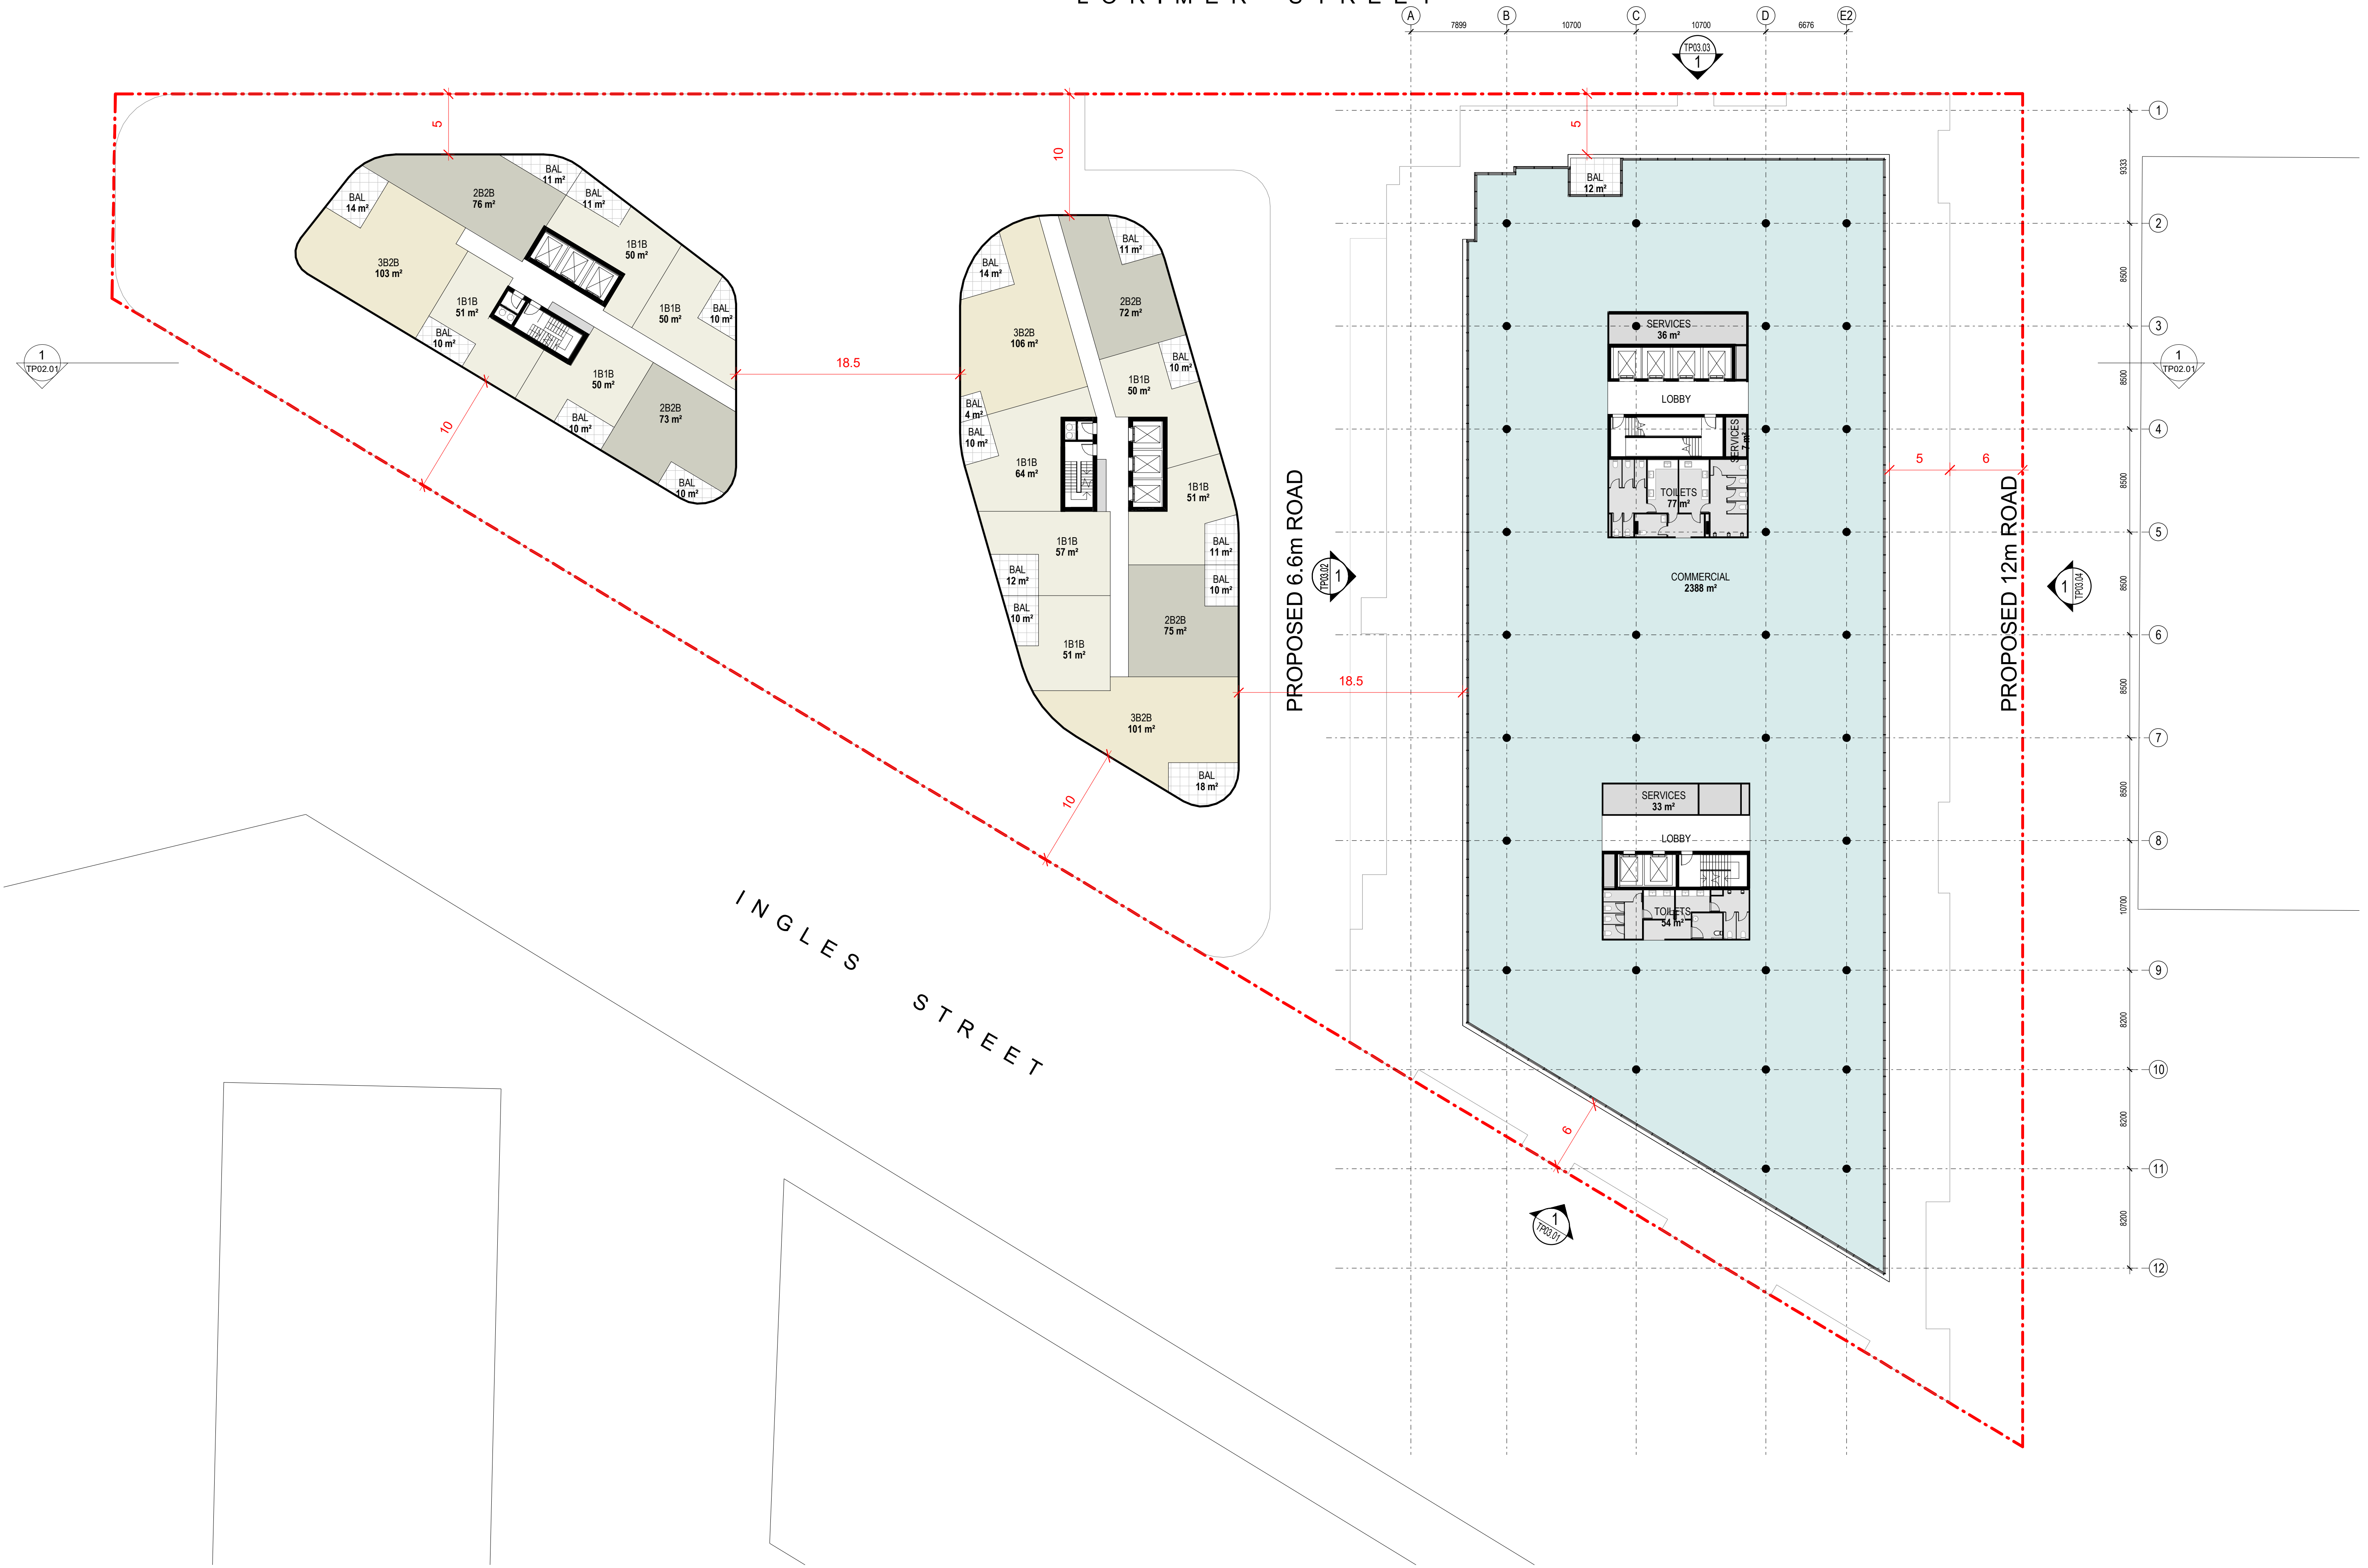 LORIMER STREET
A
B
C
D
E2
7899
10700
10700
6676
TP03.03
1
1
2
3
4
5
6
7
8
9
10
11
12
9333
8500
8500
8500
8500
8500
8500
10700
8200
8200
8200
5
10
5
BAL
11 m²
BAL
11 m²
2B2B
76 m²
BAL
14 m²
3B2B
103 m²
1B1B
50 m²
1B1B
51 m²
1B1B
50 m²
BAL
10 m²
BAL
10 m²
1B1B
50 m²
2B2B
73 m²
BAL
10 m²
BAL
10 m²
10
18.5
1
TP02.01
BAL
11 m²
BAL
14 m²
2B2B
72 m²
3B2B
106 m²
BAL
10 m²
1B1B
50 m²
BAL
4 m²
BAL
10 m²
1B1B
64 m²
1B1B
51 m²
1B1B
57 m²
BAL
11 m²
BAL
12 m²
BAL
10 m²
BAL
10 m²
2B2B
75 m²
1B1B
51 m²
3B2B
101 m²
BAL
18 m²
10
18.5
PROPOSED 6.6m ROAD
TP03.02
1
BAL
12 m²
SERVICES
36 m²
LOBBY
SERVICES
7 m²
TOILETS
77 m²
COMMERCIAL
2388 m²
SERVICES
33 m²
LOBBY
TOILETS
54 m²
5
6
PROPOSED 12m ROAD
1
TP03.04
1
TP02.01
6
1
TP03.01
INGLES STREET